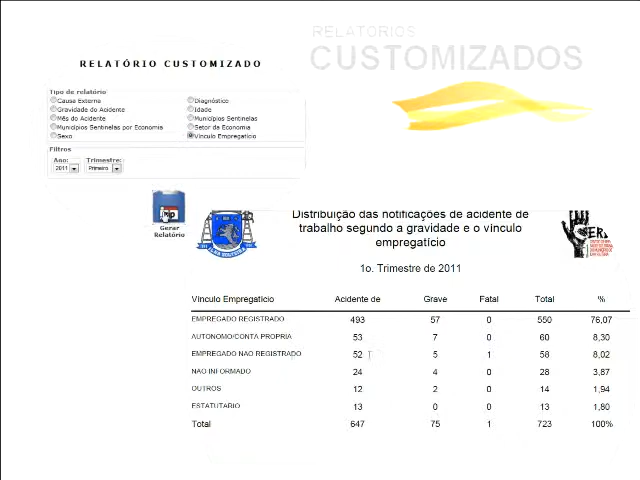 RELATÓRIOS
CUSTOMIZADOS
RELATÓRIO CUSTOMIZADO
Tipo de relatório
Causa Externa Diagnóstico
Gravidade do Acidente Idade
Mês do Acidente Municípios Sentinelas
Municípios Sentinelas por Economia Setor da Economia
Sexo Vínculo Empregatício
Filtros
Ano: Trimestre:
2011 Primeiro
Gerar
Relatório
Distribuição das notificações de acidente de
trabalho segundo a gravidade e o vínculo
empregatício
1o. Trimestre de 2011
Vinculo Empregaticio Acidente de Grave Fatal Total %
EMPREGADO REGISTRADO 493 57 0 550 76,07
AUTONOMO/CONTA PROPRIA 53 7 0 60 8,30
EMPREGADO NAO REGISTRADO 52 5 1 58 8,02
NAO INFORMADO 24 4 0 28 3,87
OUTROS 12 2 0 14 1,94
ESTATUTARIO 13 0 0 13 1,80
Total 647 75 1 723 100%